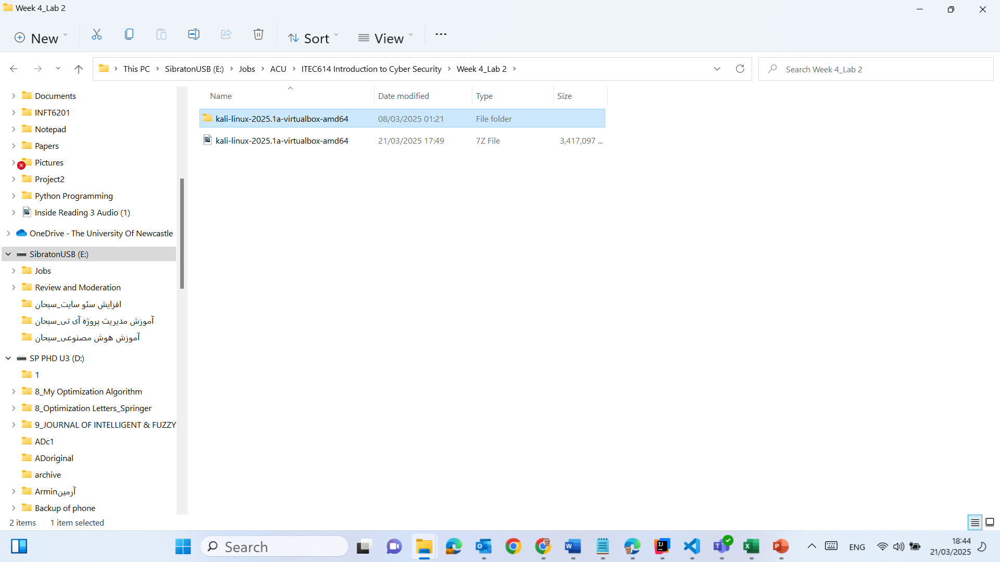 Week 4_Lab 2
New
Sort
View
This PC > SibratonUSB (E:) > Jobs > ACU > ITEC614 Introduction to Cyber Security > Week 4_Lab 2 >
Search Week 4_Lab 2
Name Date modified Type Size
kali-linux-2025.1a-virtualbox-amd64 08/03/2025 01:21 File folder
kali-linux-2025.1a-virtualbox-amd64 21/03/2025 17:49 7Z File 3,417,097 ...
Documents
INFT6201
Notepad
Papers
Pictures
Project2
Python Programming
Inside Reading 3 Audio (1)
OneDrive - The University Of Newcastle
SibratonUSB (E:)
Jobs
Review and Moderation
افزایش سئو سایت_سبحان
آموزش مدیریت پروژه آی تی_سبحان
آموزش هوش مصنوعی_سبحان
SP PHD U3 (D:)
1
8_My Optimization Algorithm
8_Optimization Letters_Springer
9_JOURNAL OF INTELLIGENT & FUZZY
ADc1
ADoriginal
archive
Arminآرمین
Backup of phone
2 items 1 item selected
Search
ENG
18:44
21/03/2025